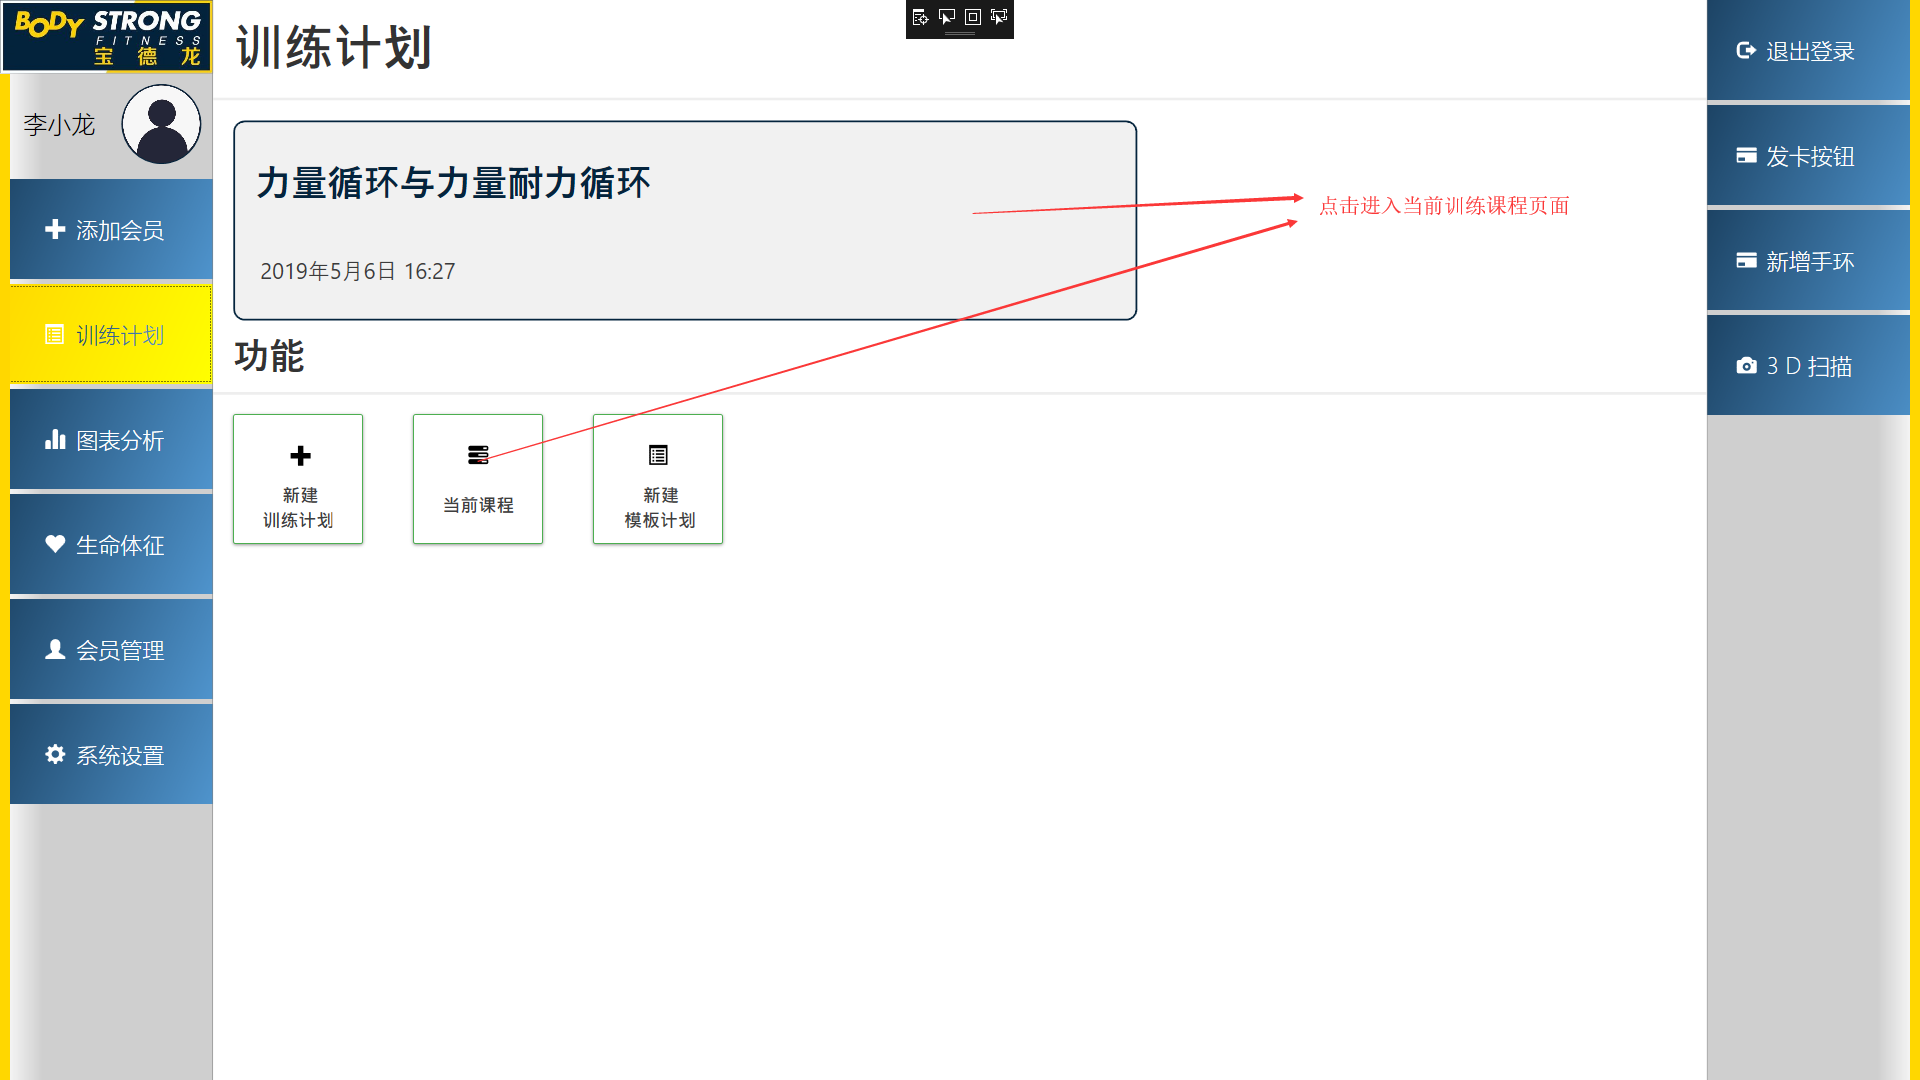 BODY STRONG
FITNESS
宝德龙
李小龙
添加会员
训练计划
图表分析
生命体征
会员管理
系统设置
训练计划
力量循环与力量耐力循环
2019年5月6日 16:27
点击进入当前训练课程页面
功能
新建
训练计划
当前课程
新建
模板计划
退出登录
发卡按钮
新增手环
3D扫描